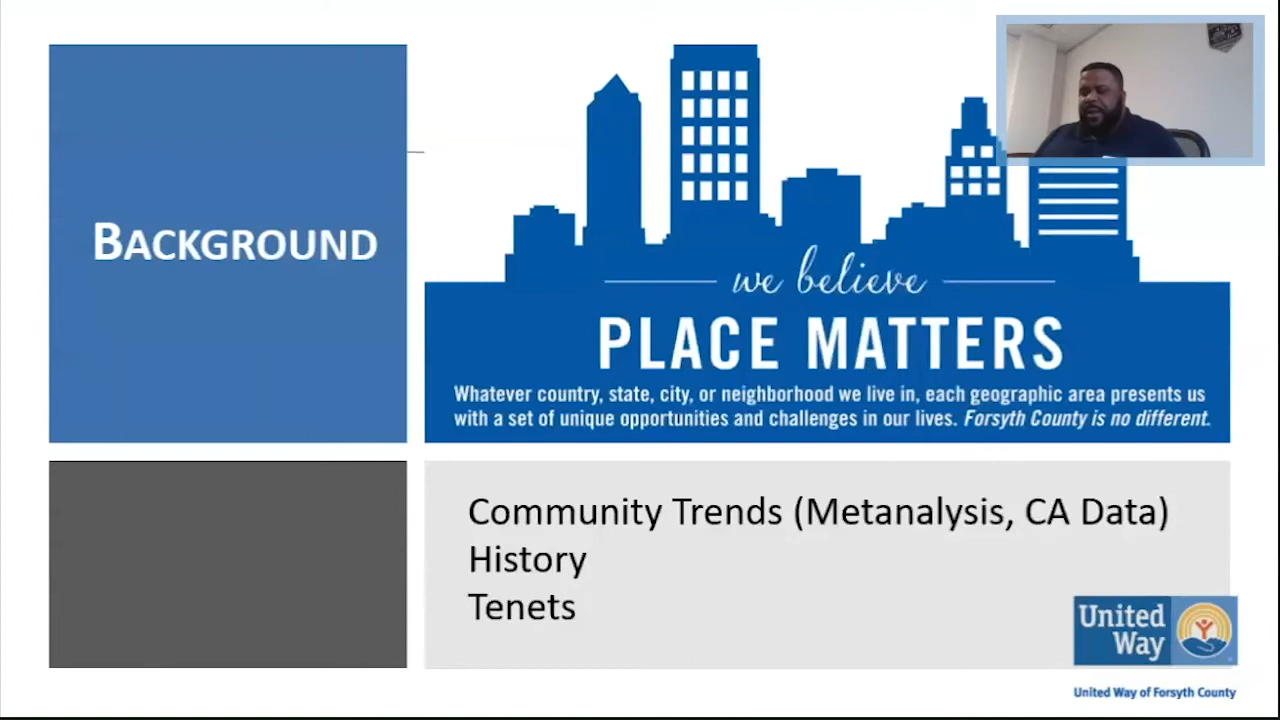 BACKGROUND
we believe
PLACE MATTERS
Whatever country, state, city, or neighborhood we live in, each geographic area presents us
with a set of unique opportunities and challenges in our lives. Forsyth County is no different.
Community Trends (Metanalysis, CA Data)
History
Tenets
United
Way
United Way of Forsyth County